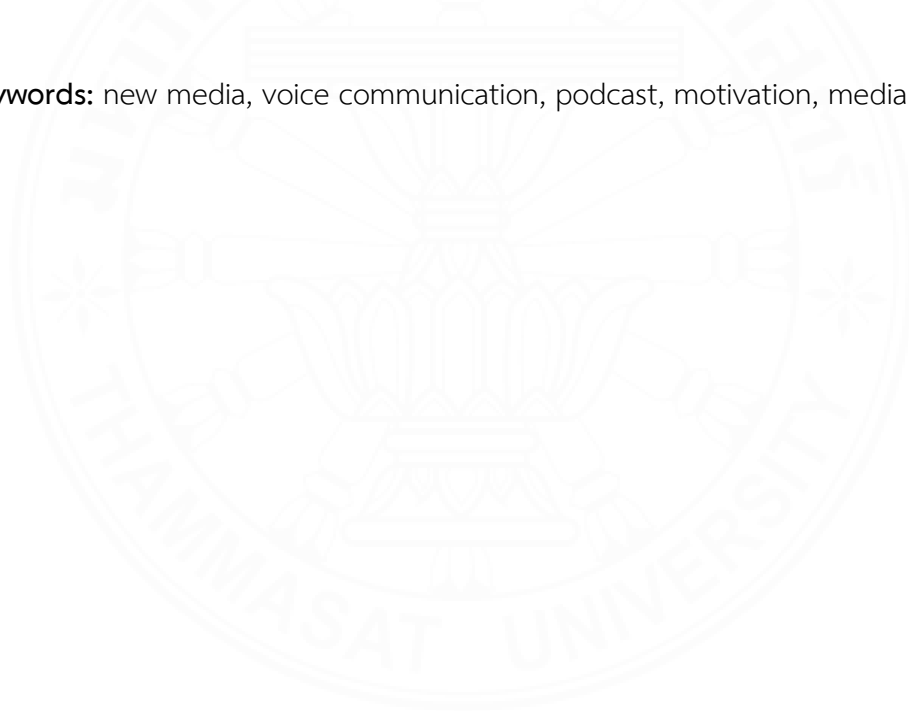 ywords: new media, voice communication, podcast, motivation, media
THAMMASAT UNIVERSITY